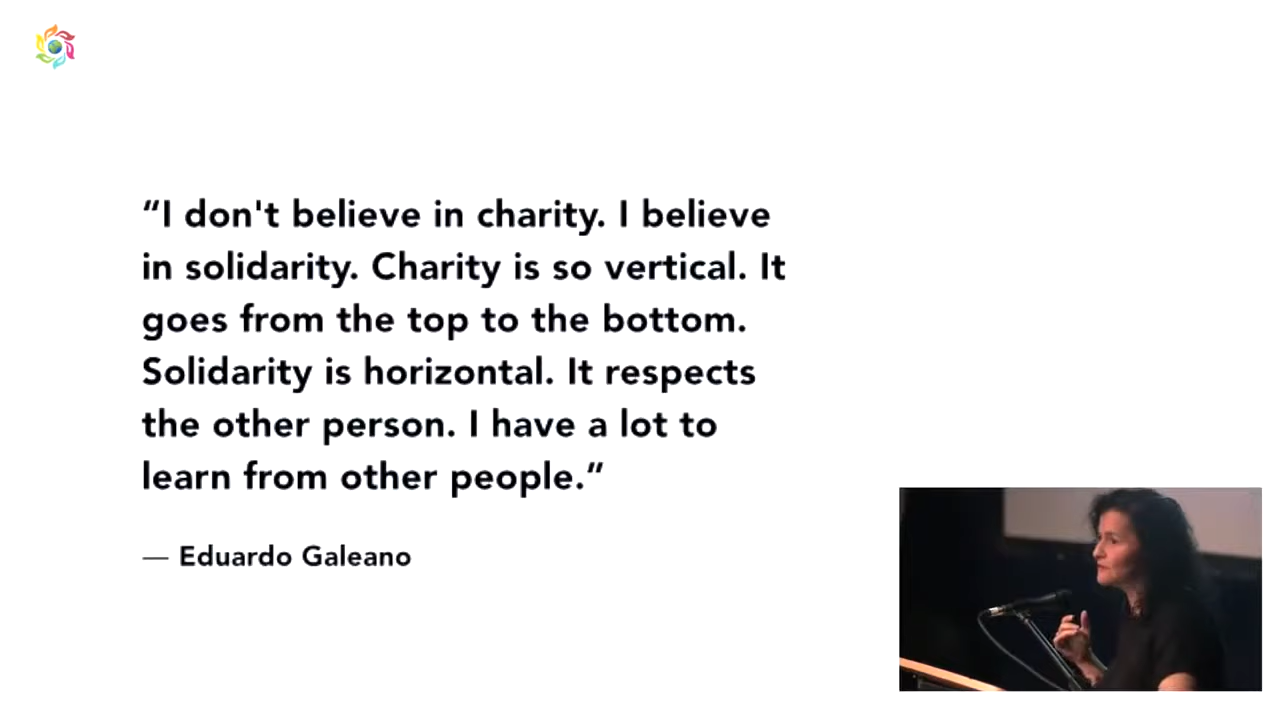 “I don't believe in charity. I believe
in solidarity. Charity is so vertical. It
goes from the top to the bottom.
Solidarity is horizontal. It respects
the other person. I have a lot to
learn from other people.”
— Eduardo Galeano